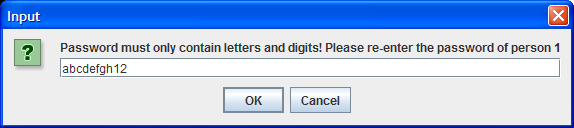 Input
Password must only contain letters and digits! Please re-enter the password of person 1
abcdefgh12
OK Cancel